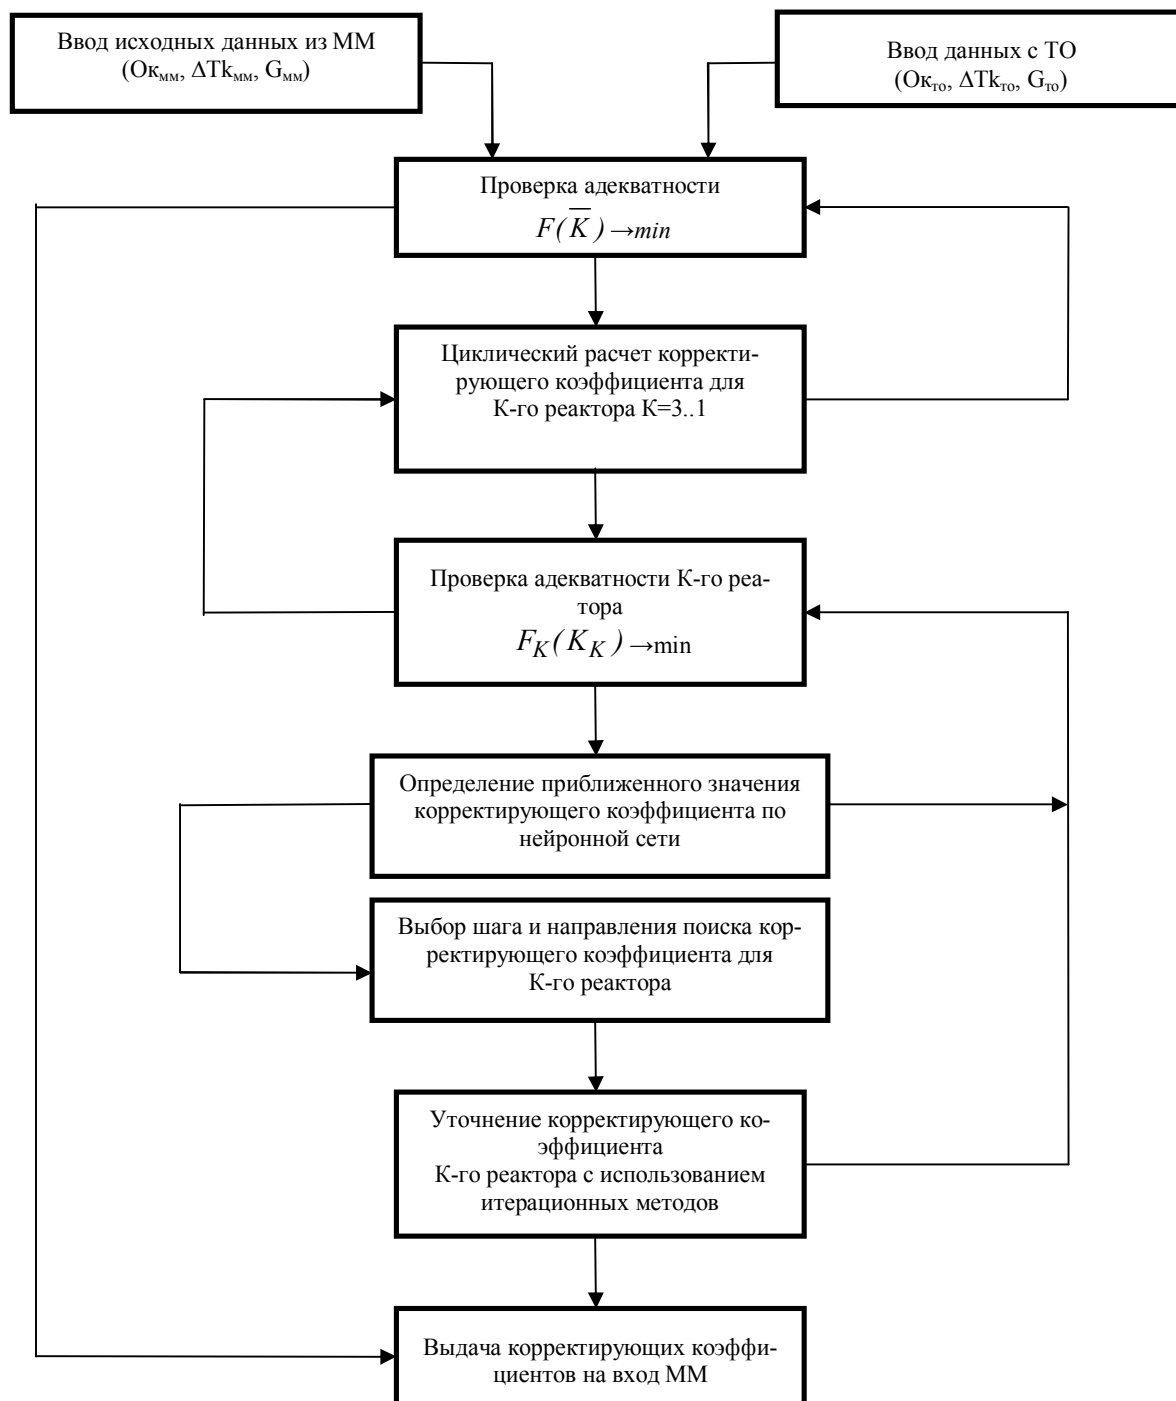 Ввод исходных данных из ММ
(Ок_мм, ΔTk_мм, G_мм)
Ввод данных с ТО
(Ок_то, ΔTk_то, G_то)
Проверка адекватности
F(K̅) →min
Циклический расчет корректи-
рующего коэффициента для
К-го реактора К=3..1
Проверка адекватности К-го реа-
тора
F_K(K_K) →min
Определение приближенного значения
корректирующего коэффициента по
нейронной сети
Выбор шага и направления поиска кор-
ректирующего коэффициента для
К-го реактора
Уточнение корректирующего ко-
эффициента
К-го реактора с использованием
итерационных методов
Выдача корректирующих коэффи-
циентов на вход ММ